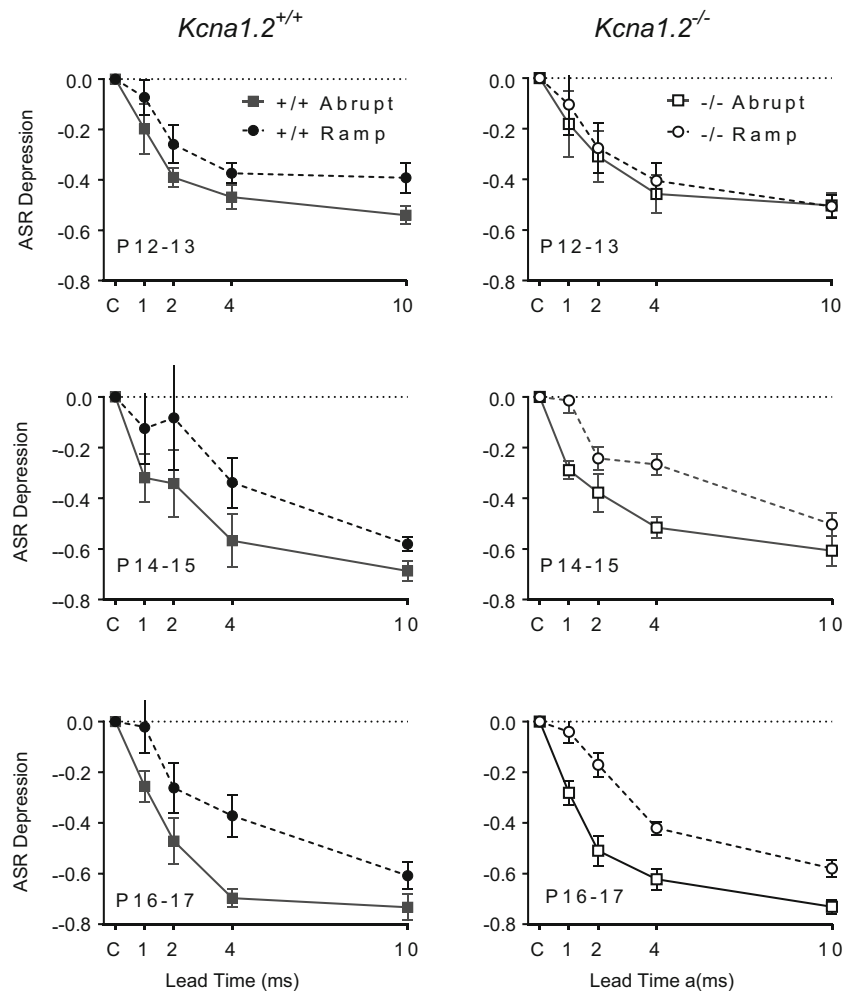 Kcna1.2+/+ Kcna1.2-/-
0.0
-0.2
-0.4
-0.6
-0.8
ASR Depression
+/+ Abrupt
+/+ Ramp
P12-13
C 1 2 4 10
0.0
-0.2
-0.4
-0.6
-0.8
-/- Abrupt
-/- Ramp
P12-13
C 1 2 4 10
0.0
-0.2
-0.4
-0.6
--0.8
ASR Depression
P14-15
C 1 2 4 10
0.0
-0.2
-0.4
-0.6
-0.8
P14-15
C 1 2 4 10
0.0
-0.2
-0.4
-0.6
--0.8
ASR Depression
P16-17
C 1 2 4 10
Lead Time (ms)
0.0
-0.2
-0.4
-0.6
-0.8
P16-17
C 1 2 4 10
Lead Time a(ms)